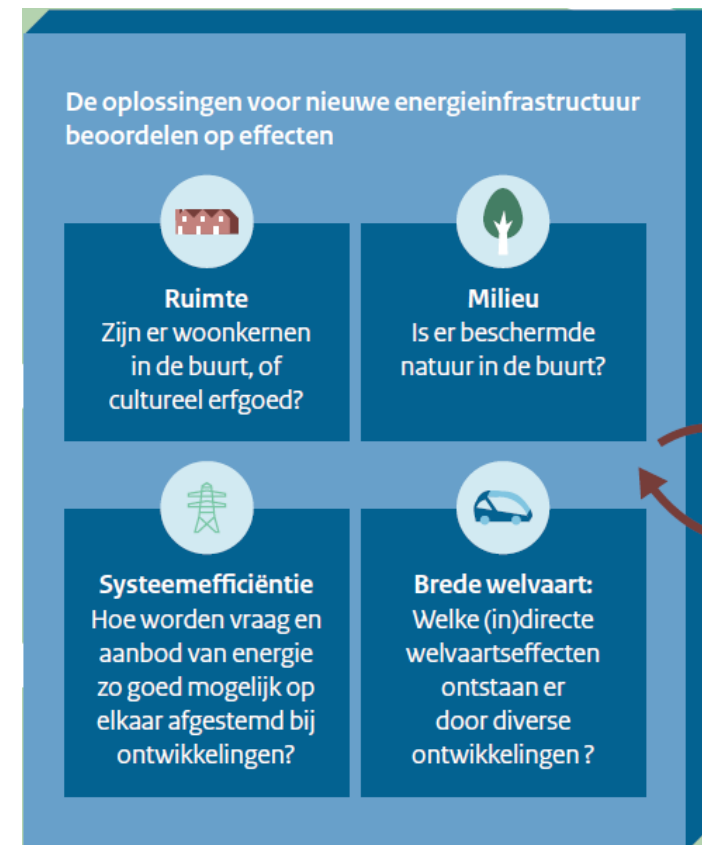 De oplossingen voor nieuwe energieinfrastructuur
beoordelen op effecten
Ruimte
Zijn er woonkernen
in de buurt, of
cultureel erfgoed?
Milieu
Is er beschermde
natuur in de buurt?
Systeemefficiëntie
Hoe worden vraag en
aanbod van energie
zo goed mogelijk op
elkaar afgestemd bij
ontwikkelingen?
Brede welvaart:
Welke (in)directe
welvaartseffecten
ontstaan er
door diverse
ontwikkelingen ?